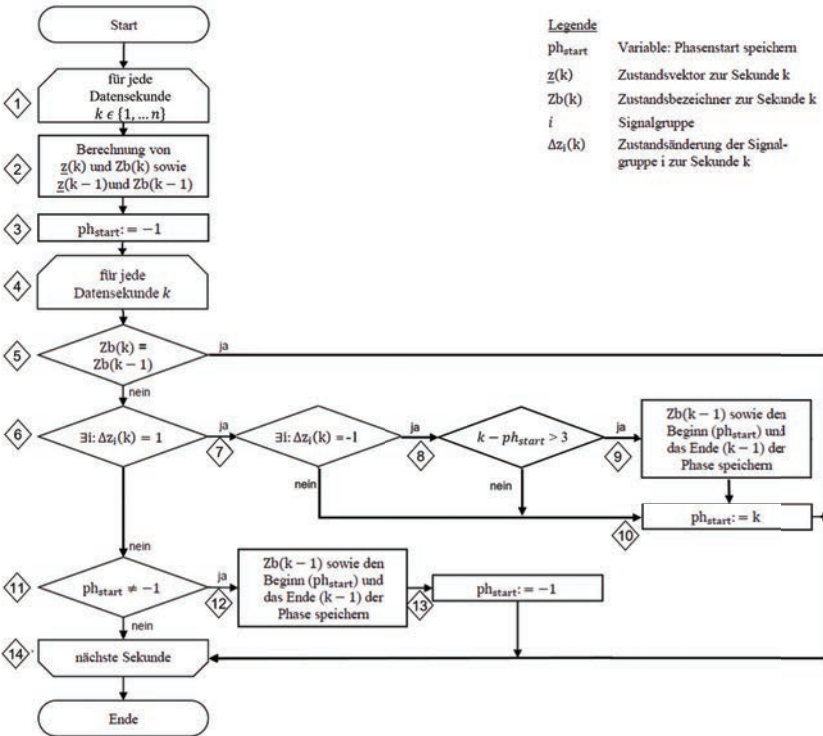 Start
Legende
ph_start Variable: Phasenstart speichern
z(k) Zustandsvektor zur Sekunde k
Zb(k) Zustandsbezeichner zur Sekunde k
i Signalgruppe
Δz_i(k) Zustandsänderung der Signal-
gruppe i zur Sekunde k
1
für jede
Datensekunde
k ϵ {1, ... n}
2
Berechnung von
z(k) und Zb(k) sowie
z(k − 1)und Zb(k − 1)
3
ph_start: = −1
4
für jede
Datensekunde k
5
Zb(k) =
Zb(k − 1)
ja
nein
6
∃i: Δz_i(k) = 1
ja
7
∃i: Δz_i(k) = -1
ja
8
k − ph_start > 3
ja
9
Zb(k − 1) sowie den
Beginn (ph_start) und
das Ende (k − 1) der
Phase speichern
nein
nein
10
ph_start: = k
nein
11
ph_start ≠ −1
ja
12
Zb(k − 1) sowie den
Beginn (ph_start) und
das Ende (k − 1) der
Phase speichern
13
ph_start: = −1
nein
14
nächste Sekunde
Ende